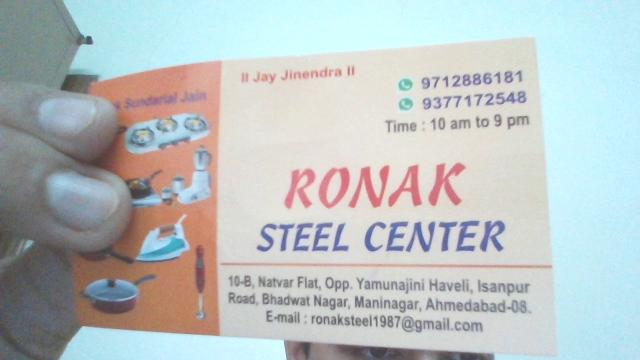 II Jay Jinendra II
Sundarlal Jain
9712886181
9377172548
Time : 10 am to 9 pm
RONAK
STEEL CENTER
10-B, Natvar Flat, Opp. Yamunajini Haveli, Isanpur
Road, Bhadwat Nagar, Maninagar, Ahmedabad-08.
E-mail : ronaksteel1987@gmail.com